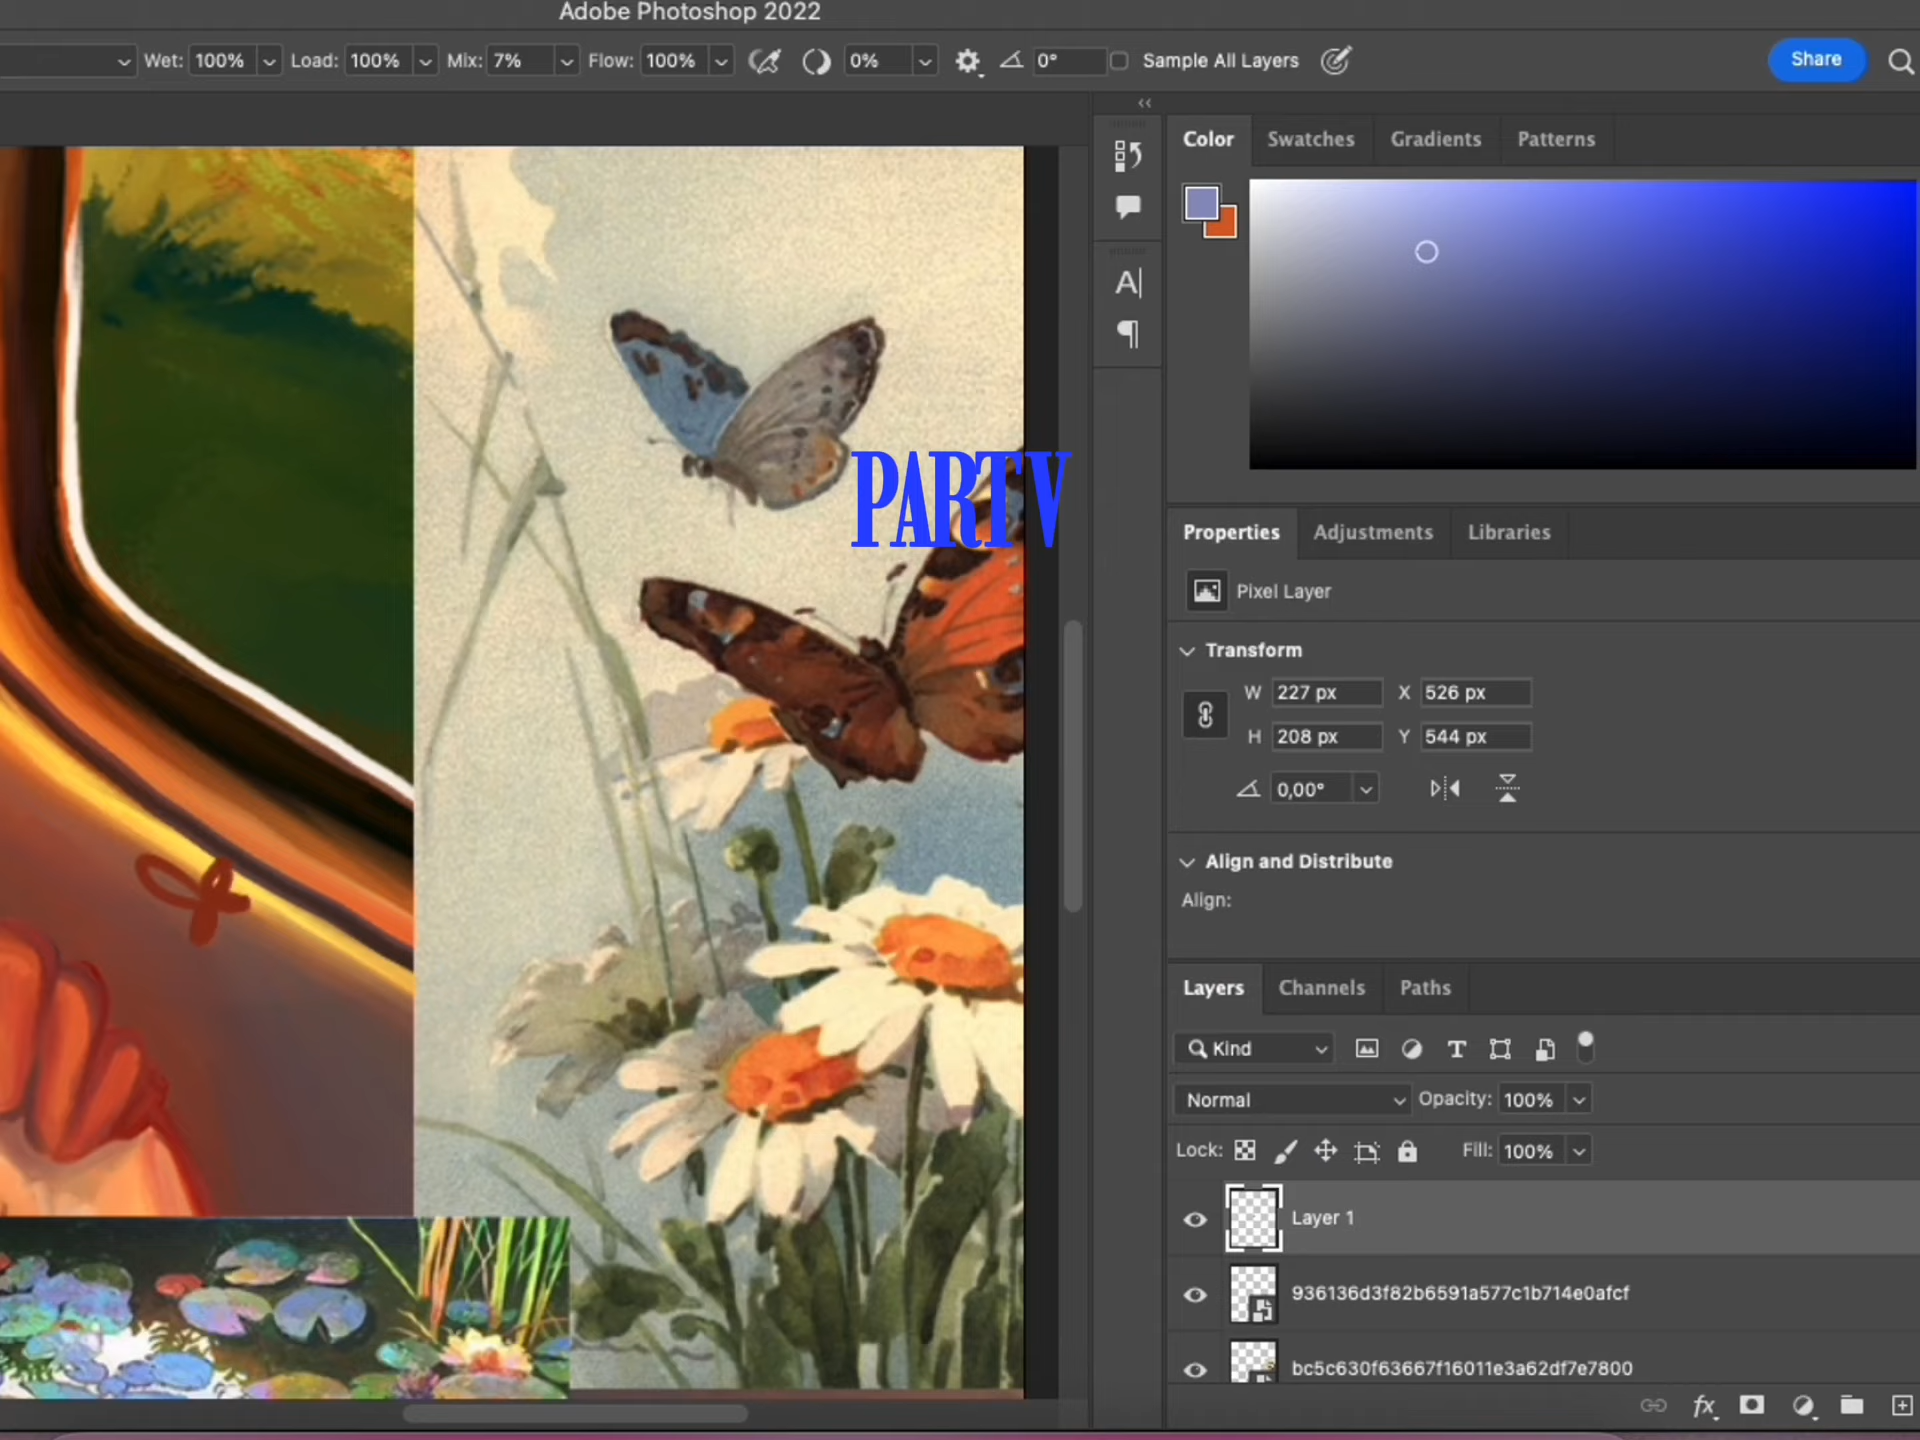 Adobe Photoshop 2022
Wet: 100% Load: 100% Mix: 7% Flow: 100% 0% 0° Sample All Layers Share
Color Swatches Gradients Patterns
PART V
Properties Adjustments Libraries
Pixel Layer
Transform
W 227 px X 526 px
H 208 px Y 544 px
0,00°
Align and Distribute
Align:
Layers Channels Paths
Kind
Normal Opacity: 100%
Lock: Fill: 100%
Layer 1
936136d3f82b6591a577c1b714e0afcf
bc5c630f63667f16011e3a62df7e7800
fx